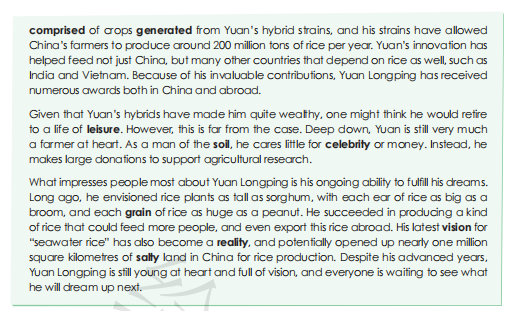 comprised of crops generated from Yuan's hybrid strains, and his strains have allowed
China's farmers to produce around 200 million tons of rice per year. Yuan's innovation has
helped feed not just China, but many other countries that depend on rice as well, such as
India and Vietnam. Because of his invaluable contributions, Yuan Longping has received
numerous awards both in China and abroad.
Given that Yuan's hybrids have made him quite wealthy, one might think he would retire
to a life of leisure. However, this is far from the case. Deep down, Yuan is still very much
a farmer at heart. As a man of the soil, he cares little for celebrity or money. Instead, he
makes large donations to support agricultural research.
What impresses people most about Yuan Longping is his ongoing ability to fulfill his dreams.
Long ago, he envisioned rice plants as tall as sorghum, with each ear of rice as big as a
broom, and each grain of rice as huge as a peanut. He succeeded in producing a kind
of rice that could feed more people, and even export this rice abroad. His latest vision for
"seawater rice" has also become a reality, and potentially opened up nearly one million
square kilometres of salty land in China for rice production. Despite his advanced years,
Yuan Longping is still young at heart and full of vision, and everyone is waiting to see what
he will dream up next.